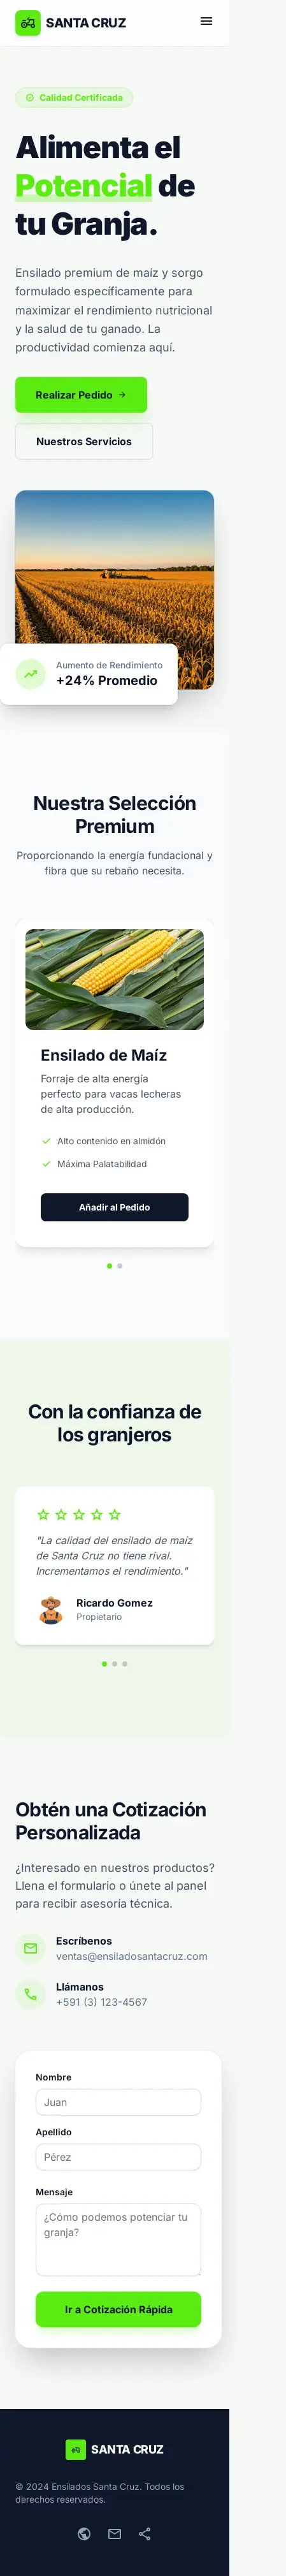 SANTA CRUZ
Calidad Certificada
Alimenta el
Potencial de
tu Granja.
Ensilado premium de maíz y sorgo
formulado específicamente para
maximizar el rendimiento nutricional
y la salud de tu ganado. La
productividad comienza aquí.
Realizar Pedido
Nuestros Servicios
Aumento de Rendimiento
+24% Promedio
Nuestra Selección
Premium
Proporcionando la energía fundacional y
fibra que su rebaño necesita.
Ensilado de Maíz
Forraje de alta energía
perfecto para vacas lecheras
de alta producción.
Alto contenido en almidón
Máxima Palatabilidad
Añadir al Pedido
Con la confianza de
los granjeros
"La calidad del ensilado de maíz
de Santa Cruz no tiene rival.
Incrementamos el rendimiento."
Ricardo Gomez
Propietario
Obtén una Cotización
Personalizada
¿Interesado en nuestros productos?
Llena el formulario o únete al panel
para recibir asesoría técnica.
Escríbenos
ventas@ensiladosantacruz.com
Llámanos
+591 (3) 123-4567
Nombre
Juan
Apellido
Pérez
Mensaje
¿Cómo podemos potenciar tu
granja?
Ir a Cotización Rápida
SANTA CRUZ
© 2024 Ensilados Santa Cruz. Todos los
derechos reservados.